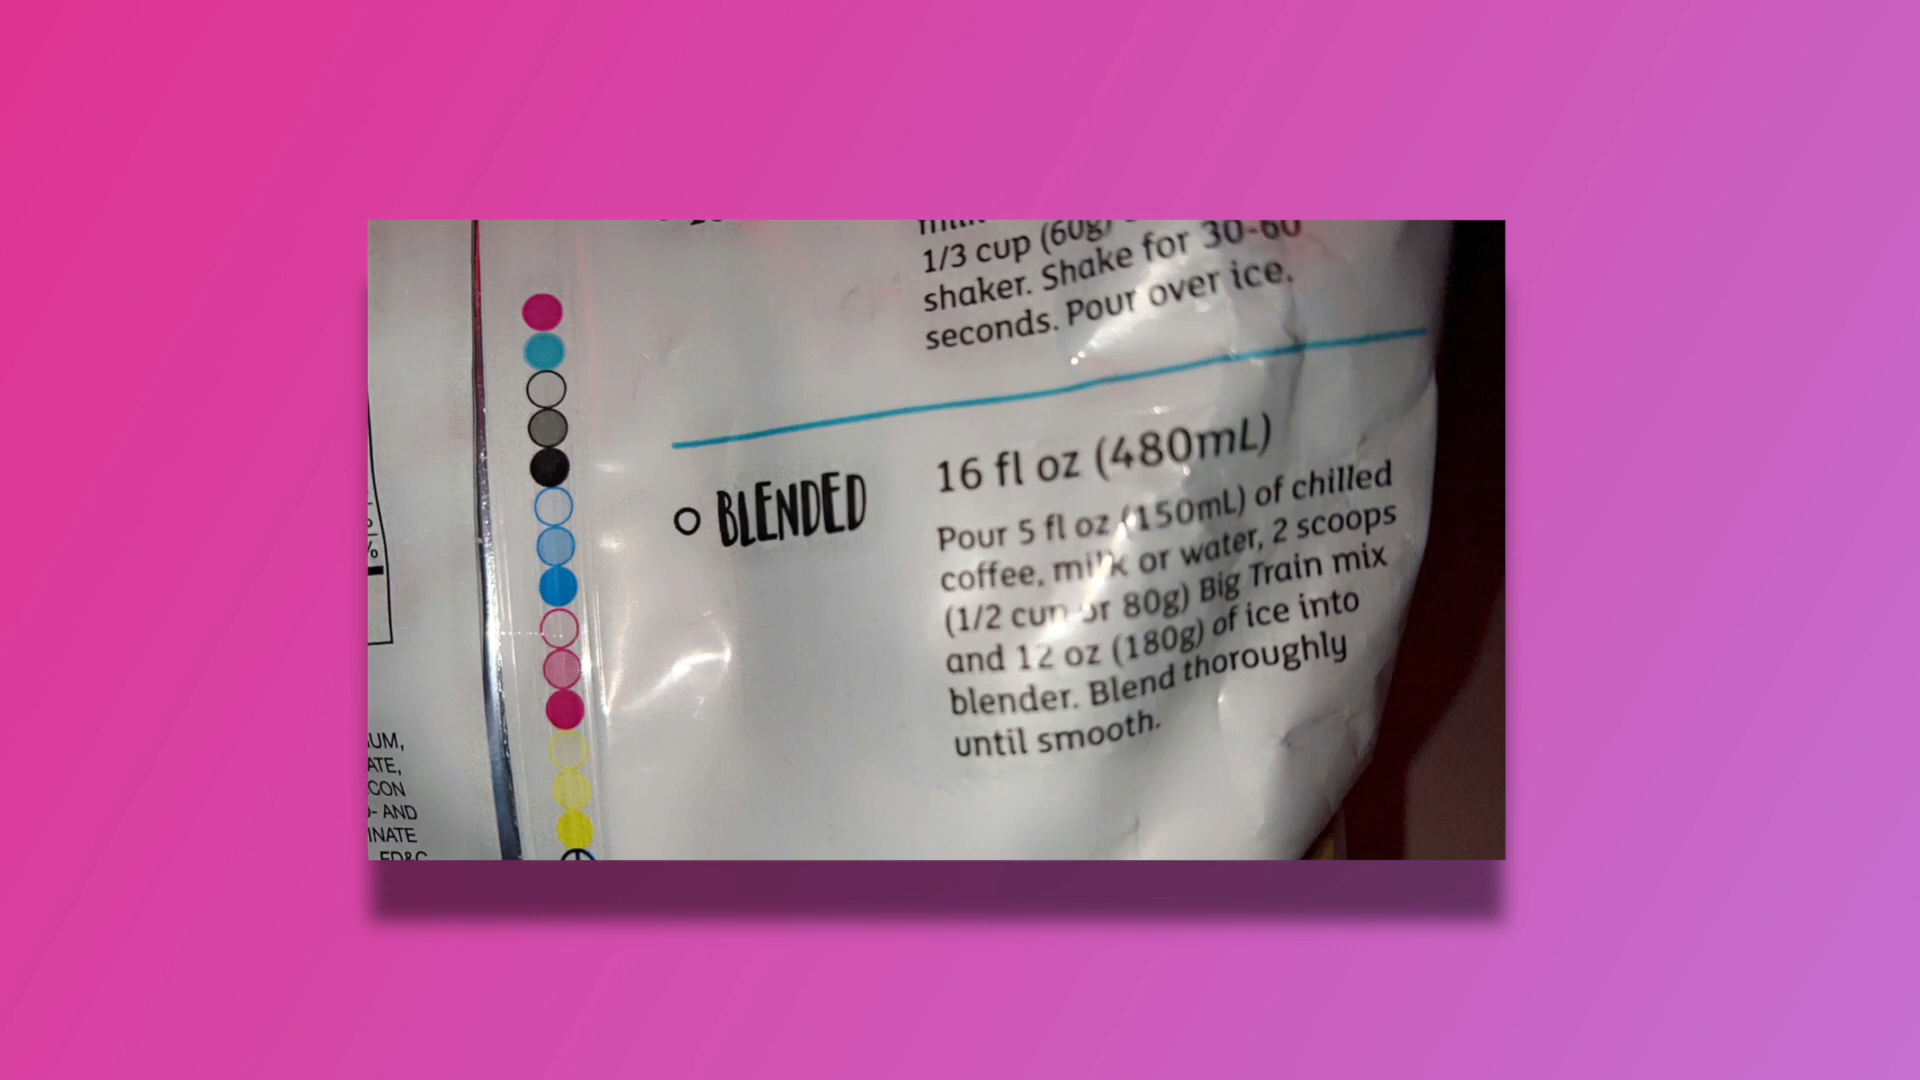 1/3 cup (60g)
shaker. Shake for 30-60
seconds. Pour over ice.
BLENDED
16 fl oz (480mL)
Pour 5 fl oz (150mL) of chilled
coffee, milk or water, 2 scoops
(1/2 cup or 80g) Big Train mix
and 12 oz (180g) of ice into
blender. Blend thoroughly
until smooth.
%
UM,
ATE,
CON
- AND
INATE
FD&C